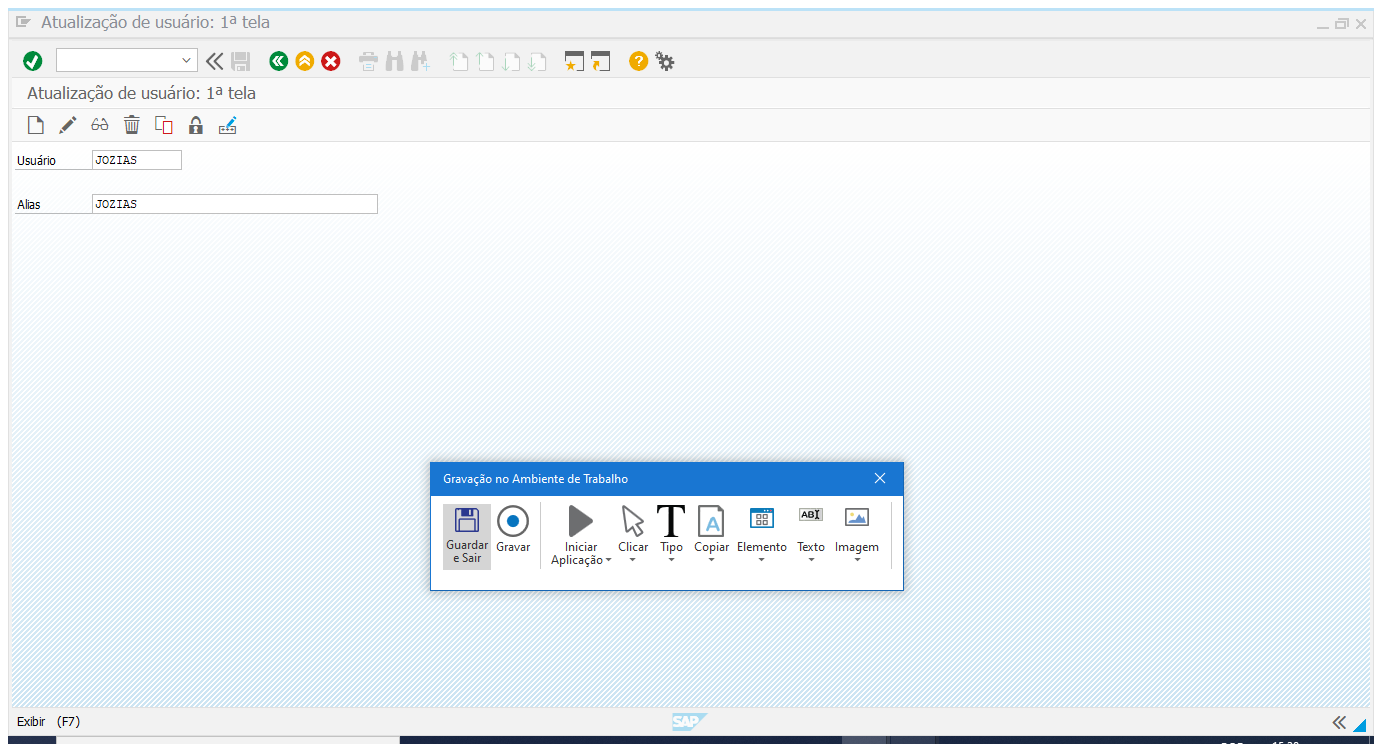 Atualização de usuário: 1ª tela
Atualização de usuário: 1ª tela
Usuário JOZIAS
Alias JOZIAS
Gravação no Ambiente de Trabalho
Guardar e Sair
Gravar
Iniciar Aplicação
Clicar
Tipo
Copiar
Elemento
Texto
Imagem
Exibir (F7)
SAP